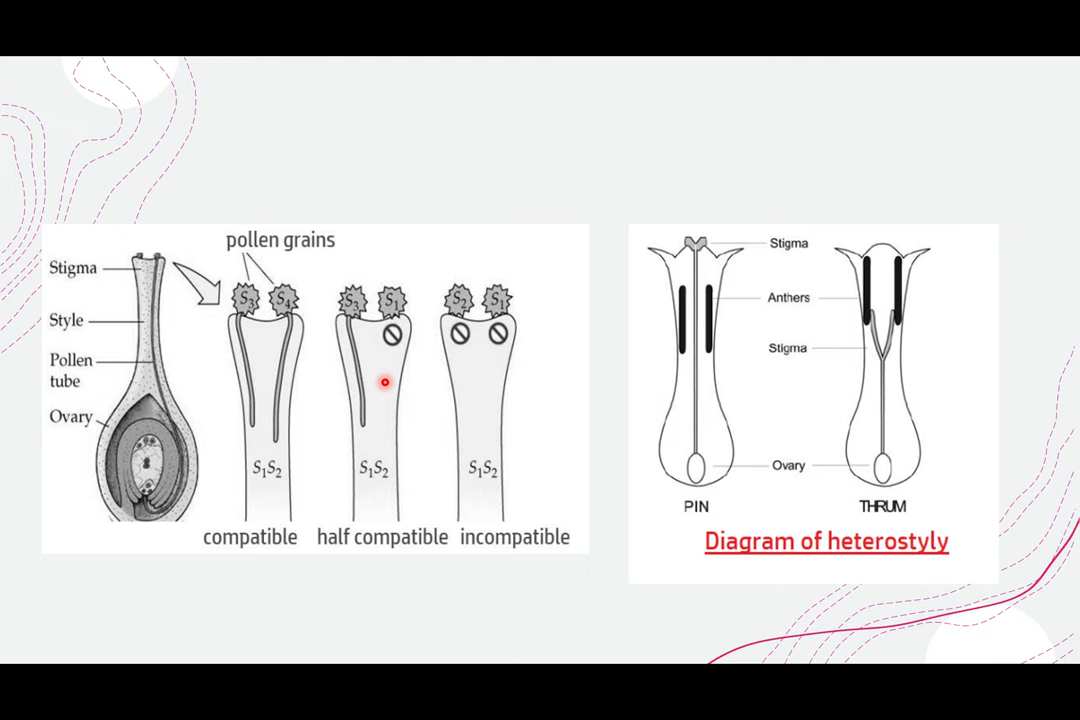 pollen grains
Stigma
Style
Pollen
tube
Ovary
S3
S4
S3
S1
S2
S1
S1S2
S1S2
S1S2
compatible
half compatible
incompatible
Stigma
Anthers
Stigma
Ovary
PIN
THRUM
Diagram of heterostyly